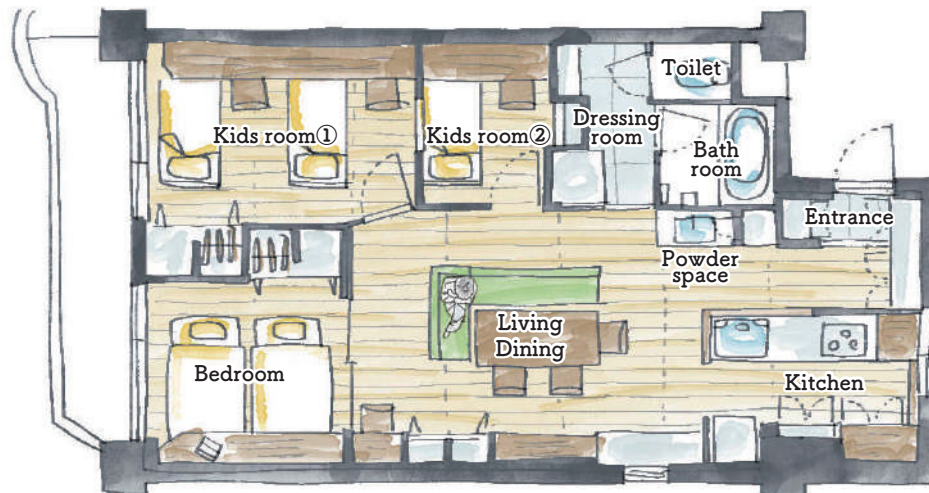 Toilet
Kids room①
Kids room②
Dressing
room
Bath
room
Entrance
Powder
space
Living
Dining
Bedroom
Kitchen